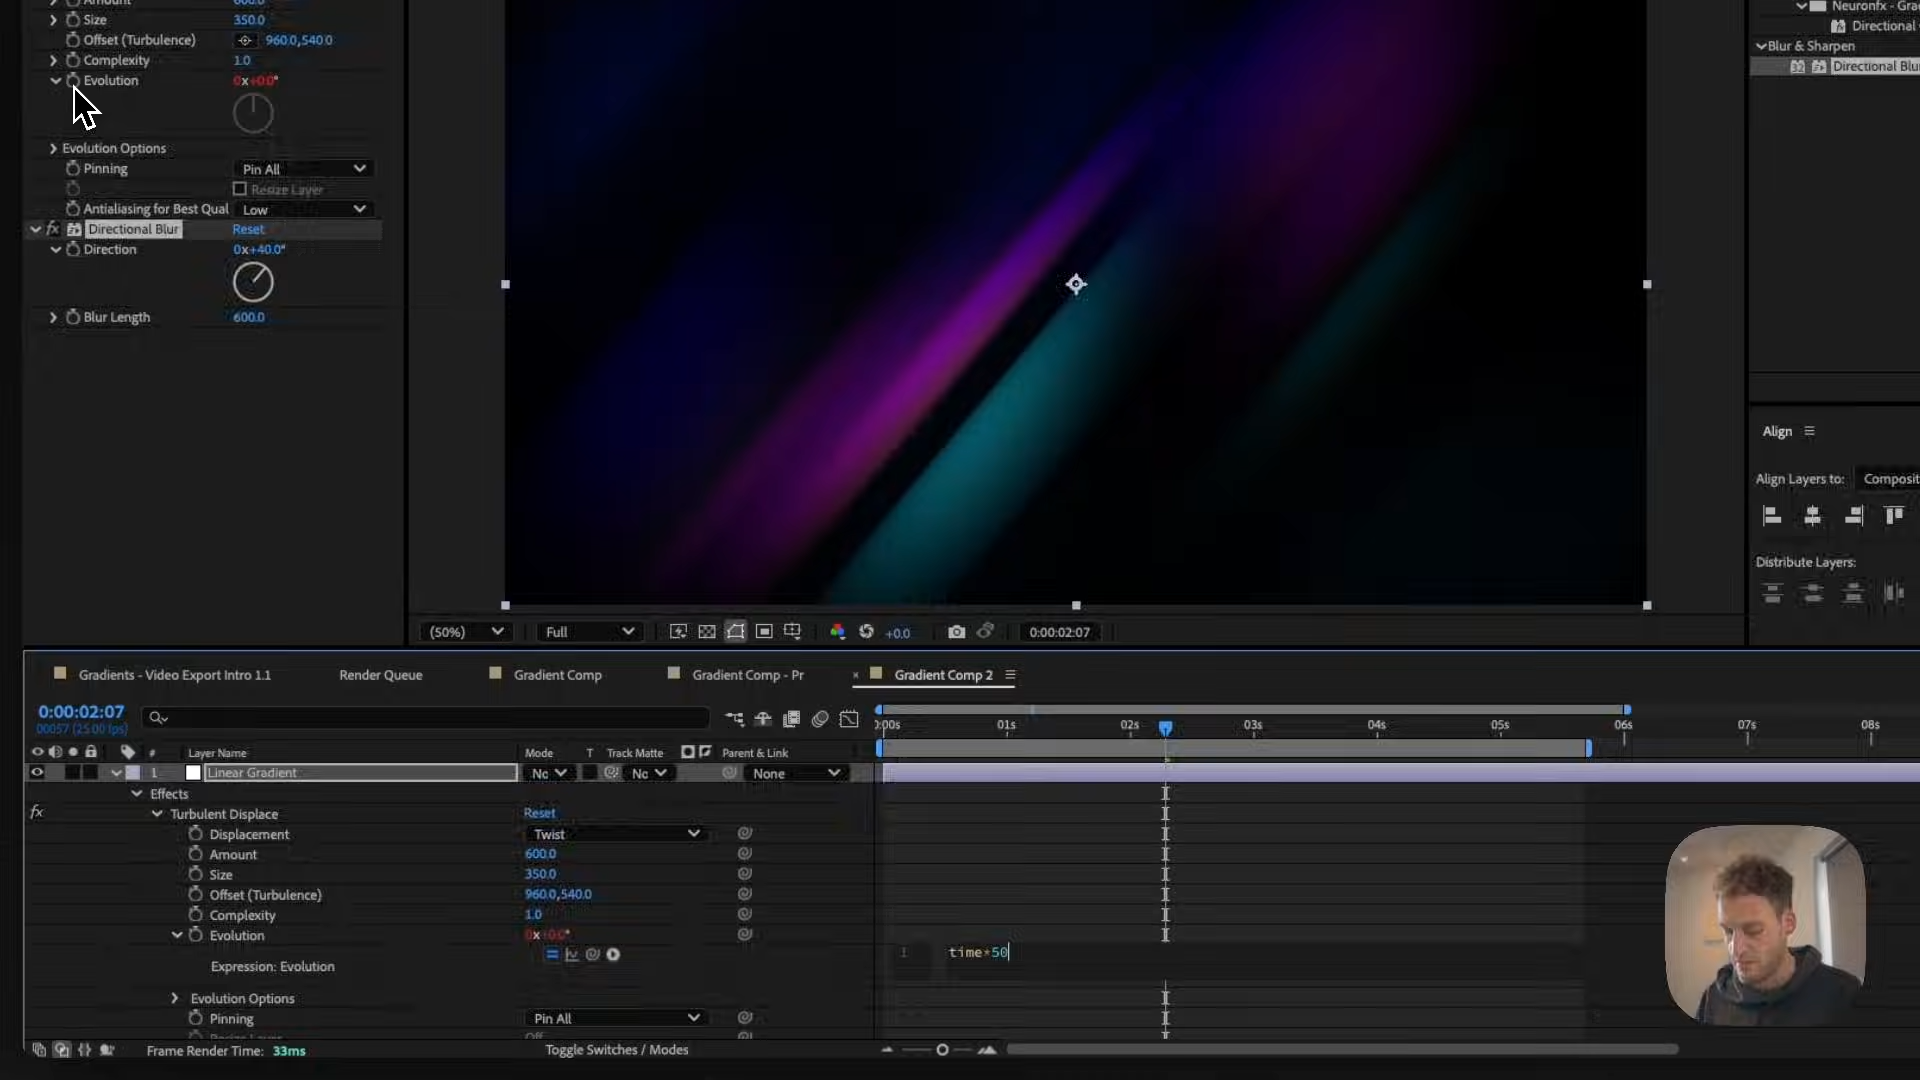 Amount 600.0
Size 350.0
Offset (Turbulence) 960.0,540.0
Complexity 1.0
Evolution 0x+0.0°
Evolution Options
Pinning Pin All
Resize Layer
Antialiasing for Best Qual Low
fx Directional Blur Reset
Direction 0x+40.0°
Blur Length 600.0
Neuronfx - Gra
Directional
Blur & Sharpen
32 Directional Blu
Align
Align Layers to: Composit
Distribute Layers:
(50%) Full +0.0 0:00:02:07
Gradients - Video Export Intro 1.1 Render Queue Gradient Comp Gradient Comp - Pr × Gradient Comp 2
0:00:02:07
00057 (25.00 fps)
0:00s 01s 02s 03s 04s 05s 06s 07s 08s
# Layer Name Mode T Track Matte Parent & Link
1 Linear Gradient Nc Nc None
Effects
fx Turbulent Displace Reset
Displacement Twist
Amount 600.0
Size 350.0
Offset (Turbulence) 960.0,540.0
Complexity 1.0
Evolution 0x+0.0°
1 time*50
Expression: Evolution
Evolution Options
Pinning Pin All
Resize Layer Off
Frame Render Time: 33ms Toggle Switches / Modes